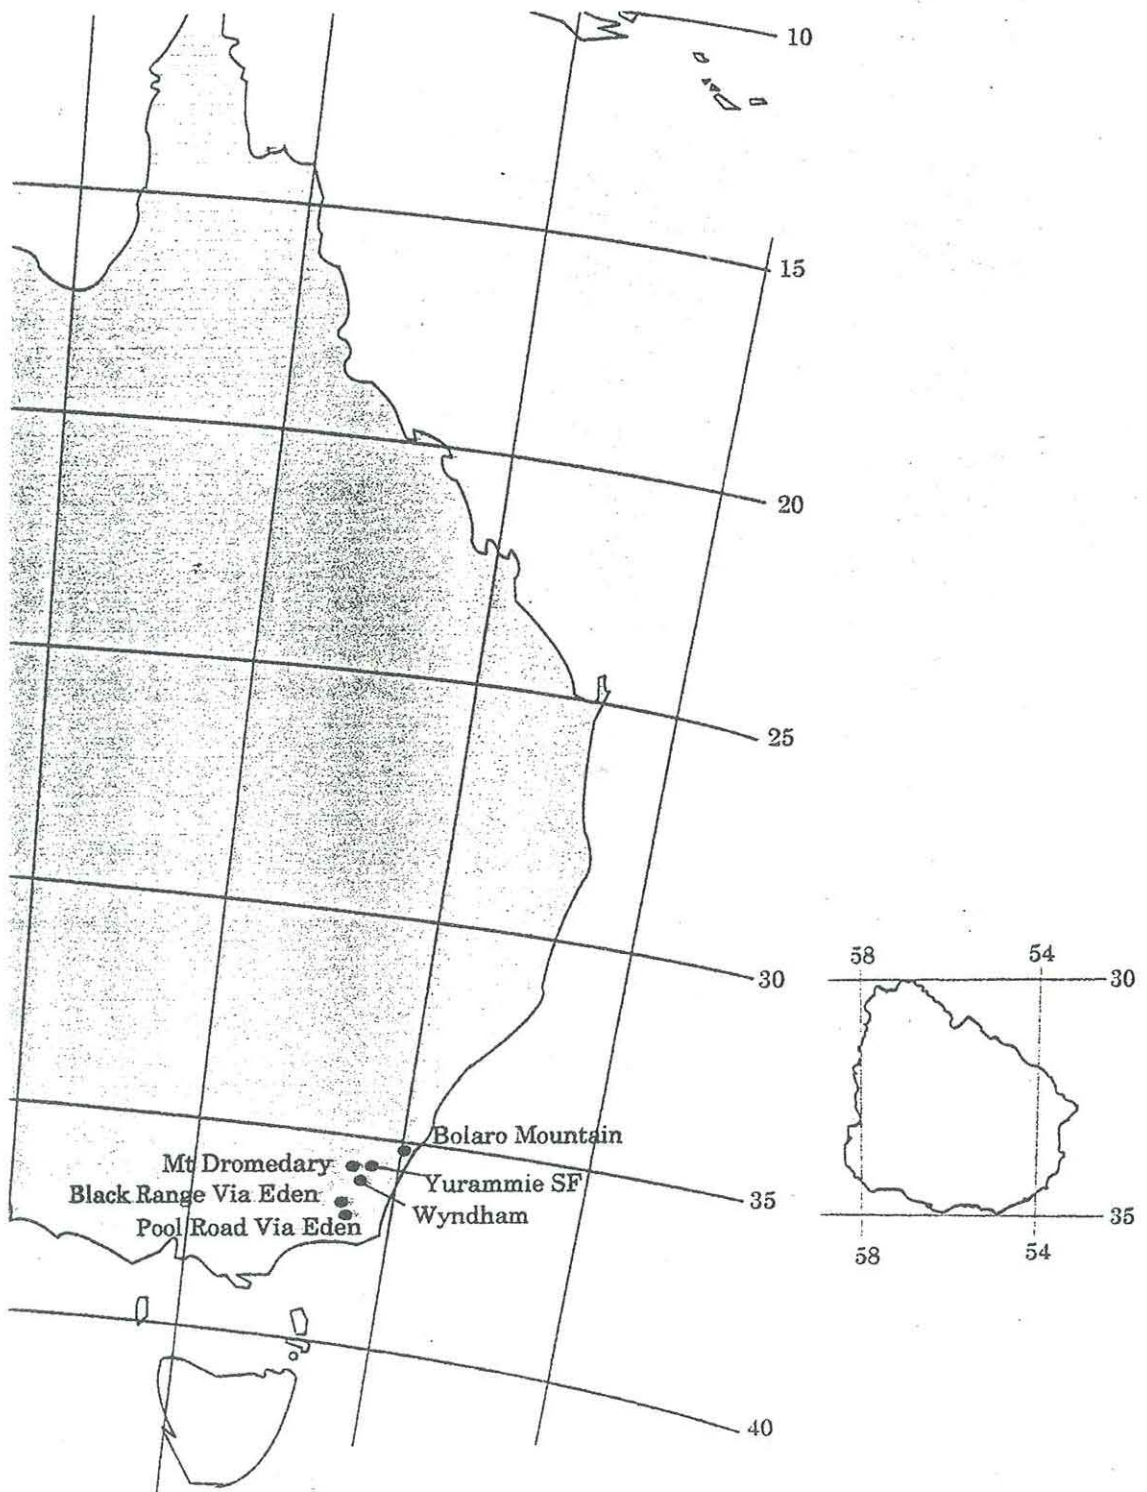 10
15
20
25
58 54
30 30
Bolaro Mountain
Mt Dromedary
Yurammie SF
Black Range Via Eden
35
Wyndham
Pool Road Via Eden
35
58 54
40